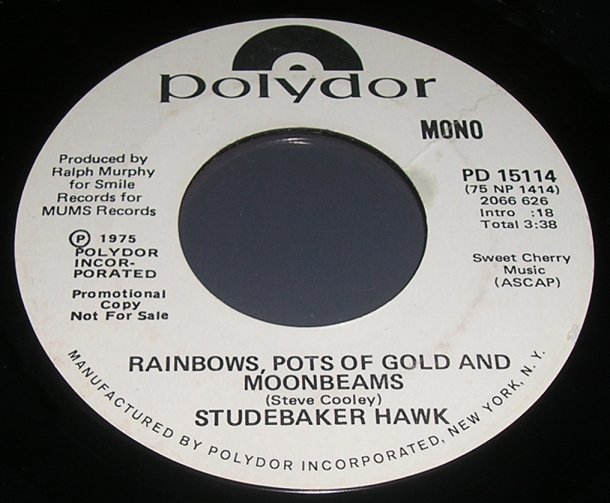 polydor
MONO
Produced by
Ralph Murphy
for Smile
Records for
MUMS Records
Ⓟ 1975
POLYDOR
INCOR-
PORATED
Promotional
Copy
Not For Sale
PD 15114
(75 NP 1414)
2066 626
Intro :18
Total 3:38
Sweet Cherry
Music
(ASCAP)
RAINBOWS, POTS OF GOLD AND
MOONBEAMS
(Steve Cooley)
STUDEBAKER HAWK
MANUFACTURED BY POLYDOR INCORPORATED, NEW YORK, N. Y.